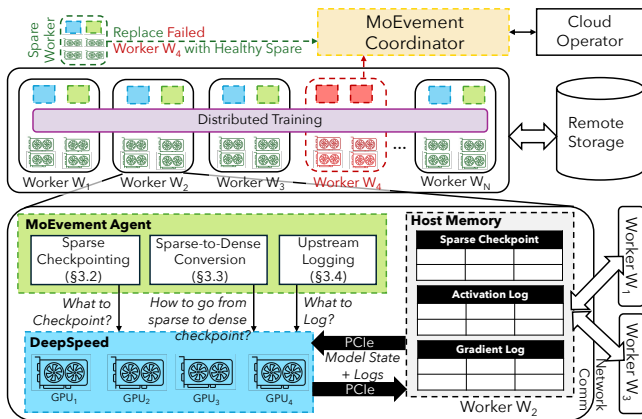 Spare
Worker
Replace Failed
Worker W4 with Healthy Spare
MoEvement
Coordinator
Cloud
Operator
Distributed Training
...
Worker W1
Worker W2
Worker W3
Worker W4
Worker WN
Remote
Storage
MoEvement Agent
Sparse
Checkpointing
(§3.2)
Sparse-to-Dense
Conversion
(§3.3)
Upstream
Logging
(§3.4)
What to
Checkpoint?
How to go from
sparse to dense
checkpoint?
What to
Log?
DeepSpeed
GPU1
GPU2
GPU3
GPU4
PCIe
Model State
+ Logs
PCIe
Host Memory
Sparse Checkpoint
Activation Log
Gradient Log
Worker W2
Worker W1
Worker W3
Network
Comm